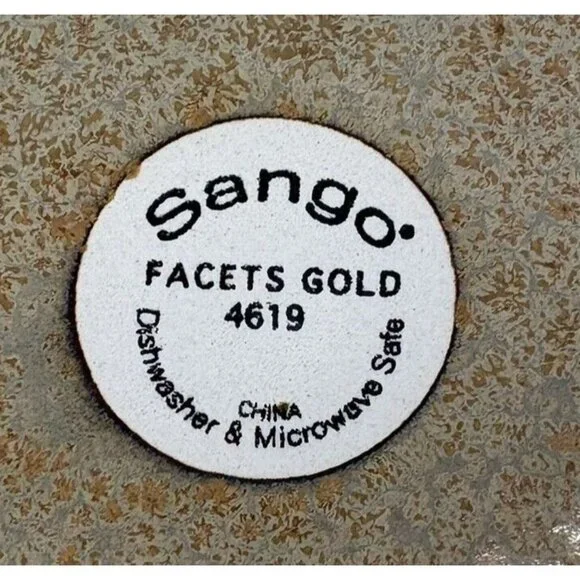 Sango
FACETS GOLD
4619
CHINA
Dishwasher & Microwave Safe